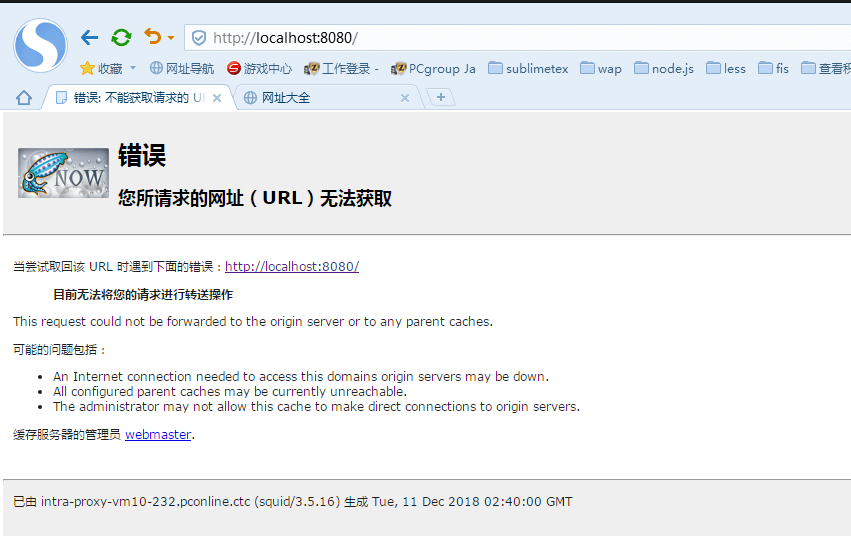 http://localhost:8080/
收藏 网址导航 游戏中心 工作登录 - PCgroup Ja sublimetex wap node.js less fis 查看积
错误: 不能获取请求的 UR 网址大全
NOW
错误
您所请求的网址（URL）无法获取
当尝试取回该 URL 时遇到下面的错误：http://localhost:8080/
目前无法将您的请求进行转送操作
This request could not be forwarded to the origin server or to any parent caches.
可能的问题包括：
• An Internet connection needed to access this domains origin servers may be down.
• All configured parent caches may be currently unreachable.
• The administrator may not allow this cache to make direct connections to origin servers.
缓存服务器的管理员 webmaster.
已由 intra-proxy-vm10-232.pconline.ctc (squid/3.5.16) 生成 Tue, 11 Dec 2018 02:40:00 GMT